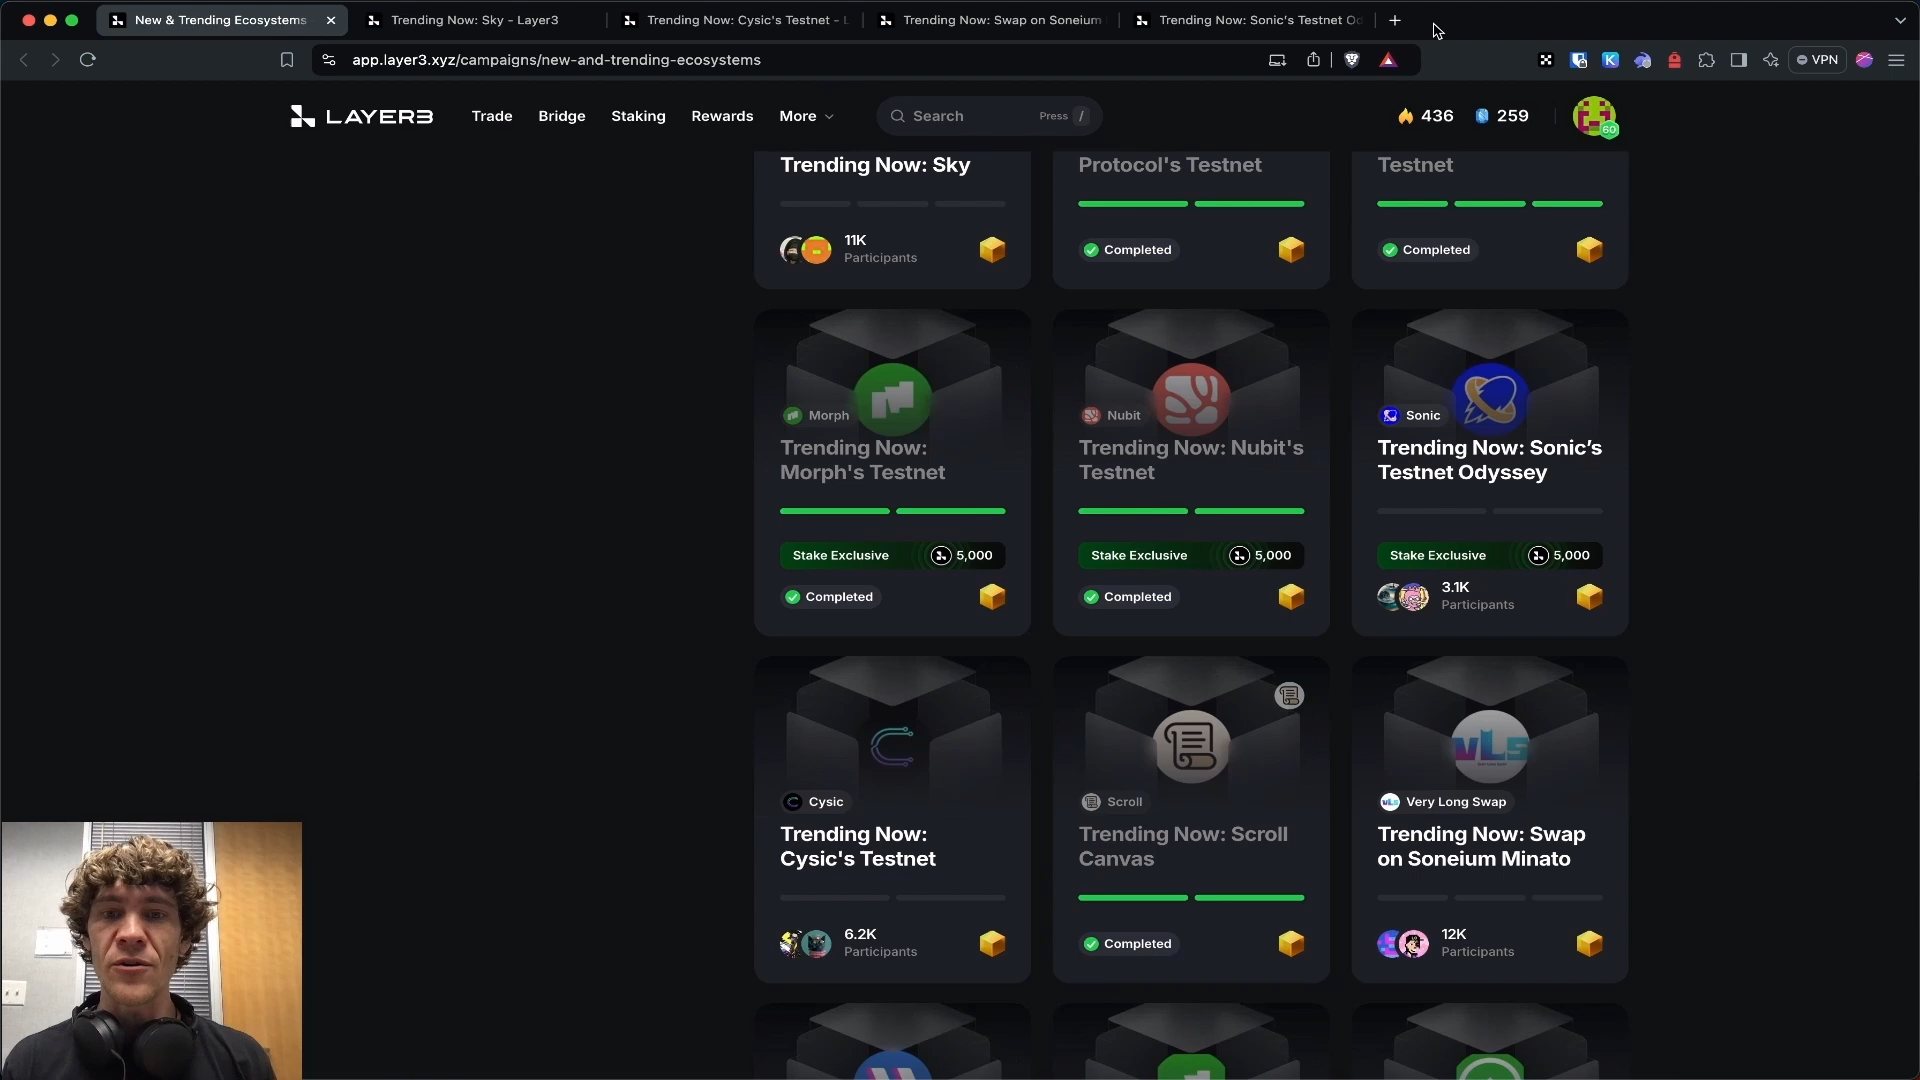 New & Trending Ecosystems
Trending Now: Sky - Layer3
Trending Now: Cysic's Testnet - L
Trending Now: Swap on Soneium
Trending Now: Sonic's Testnet Od
app.layer3.xyz/campaigns/new-and-trending-ecosystems
VPN
LAYER3
Trade
Bridge
Staking
Rewards
More
Search
Press /
436
259
60
Trending Now: Sky
11K
Participants
Protocol's Testnet
Completed
Testnet
Completed
Morph
Trending Now:
Morph's Testnet
Stake Exclusive
5,000
Completed
Nubit
Trending Now: Nubit's
Testnet
Stake Exclusive
5,000
Completed
Sonic
Trending Now: Sonic’s
Testnet Odyssey
Stake Exclusive
5,000
3.1K
Participants
Cysic
Trending Now:
Cysic's Testnet
6.2K
Participants
Scroll
Trending Now: Scroll
Canvas
Completed
vLs
Very Long Swap
Trending Now: Swap
on Soneium Minato
12K
Participants